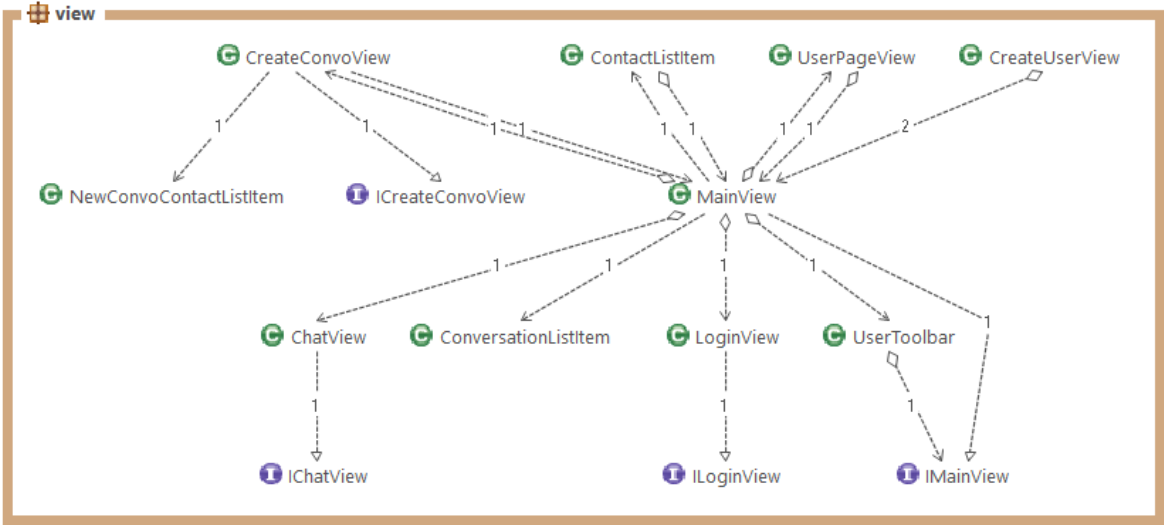 view
C CreateConvoView
C ContactListItem
C UserPageView
C CreateUserView
1
1
1
1
1
1
1
1
2
C NewConvoContactListItem
I ICreateConvoView
C MainView
1
1
1
1
1
C ChatView
C ConversationListItem
C LoginView
C UserToolbar
1
1
1
I IChatView
I ILoginView
I IMainView